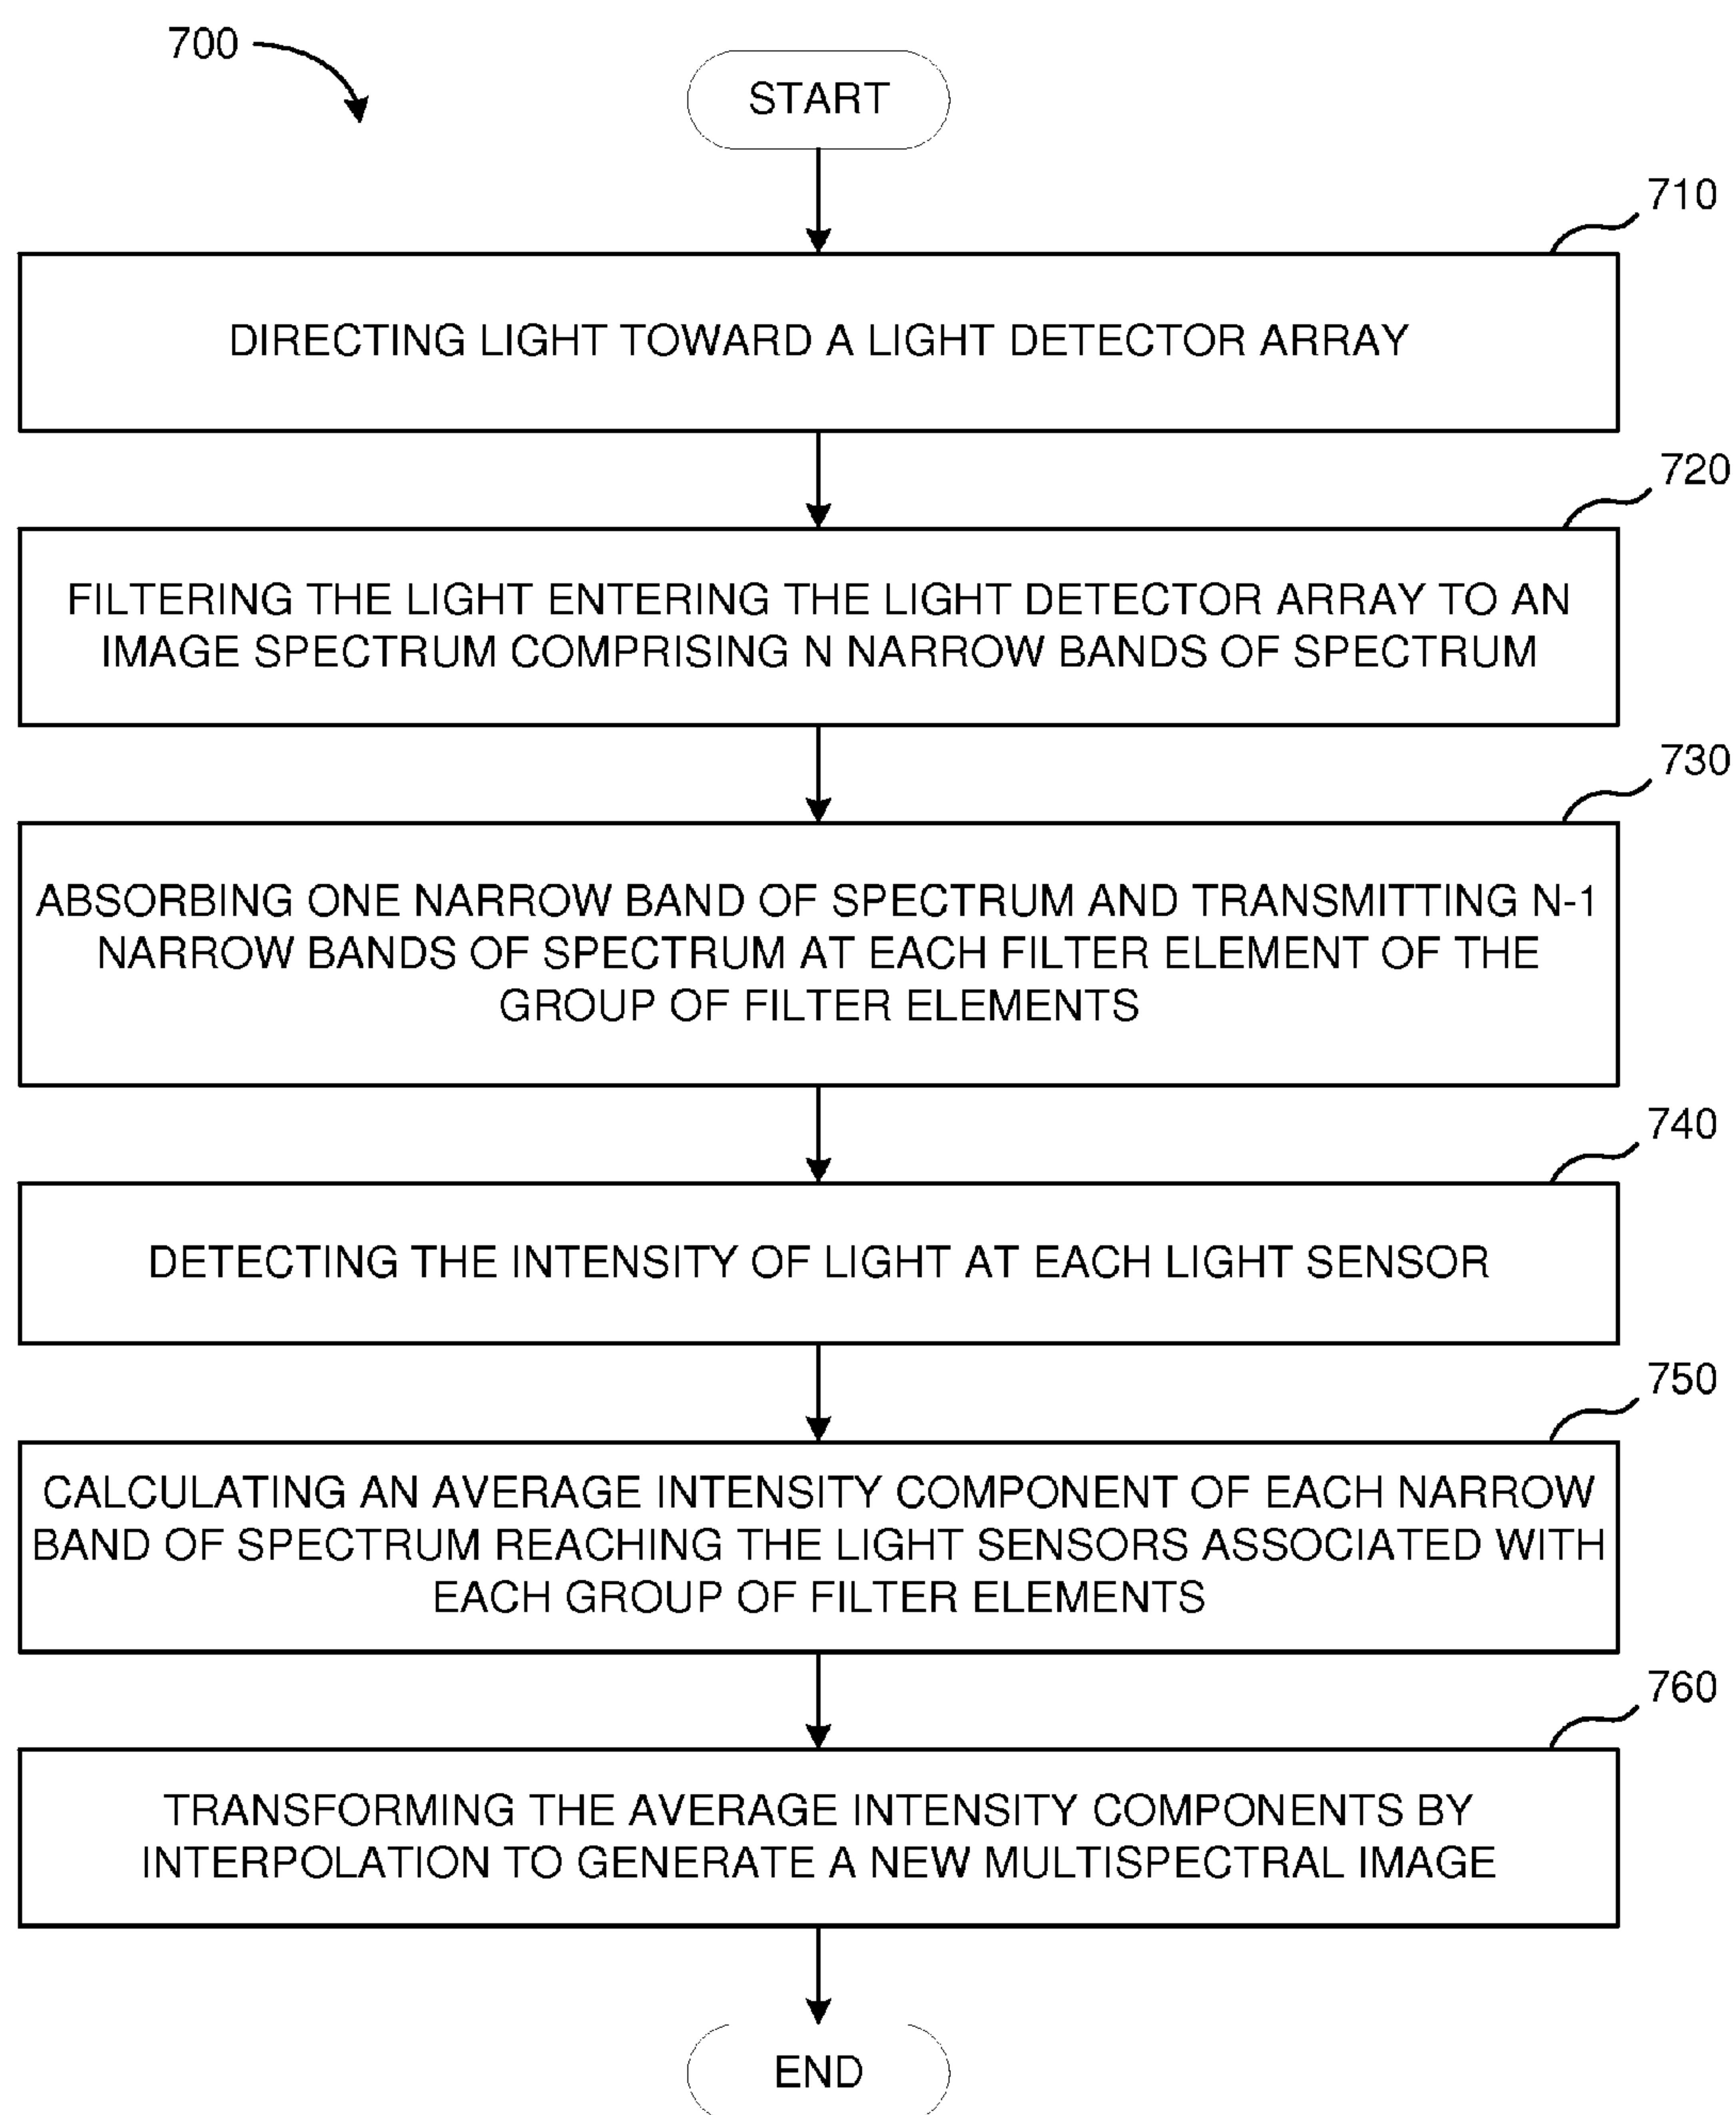 700
START
710
DIRECTING LIGHT TOWARD A LIGHT DETECTOR ARRAY
720
FILTERING THE LIGHT ENTERING THE LIGHT DETECTOR ARRAY TO AN
IMAGE SPECTRUM COMPRISING N NARROW BANDS OF SPECTRUM
730
ABSORBING ONE NARROW BAND OF SPECTRUM AND TRANSMITTING N-1
NARROW BANDS OF SPECTRUM AT EACH FILTER ELEMENT OF THE
GROUP OF FILTER ELEMENTS
740
DETECTING THE INTENSITY OF LIGHT AT EACH LIGHT SENSOR
750
CALCULATING AN AVERAGE INTENSITY COMPONENT OF EACH NARROW
BAND OF SPECTRUM REACHING THE LIGHT SENSORS ASSOCIATED WITH
EACH GROUP OF FILTER ELEMENTS
760
TRANSFORMING THE AVERAGE INTENSITY COMPONENTS BY
INTERPOLATION TO GENERATE A NEW MULTISPECTRAL IMAGE
END